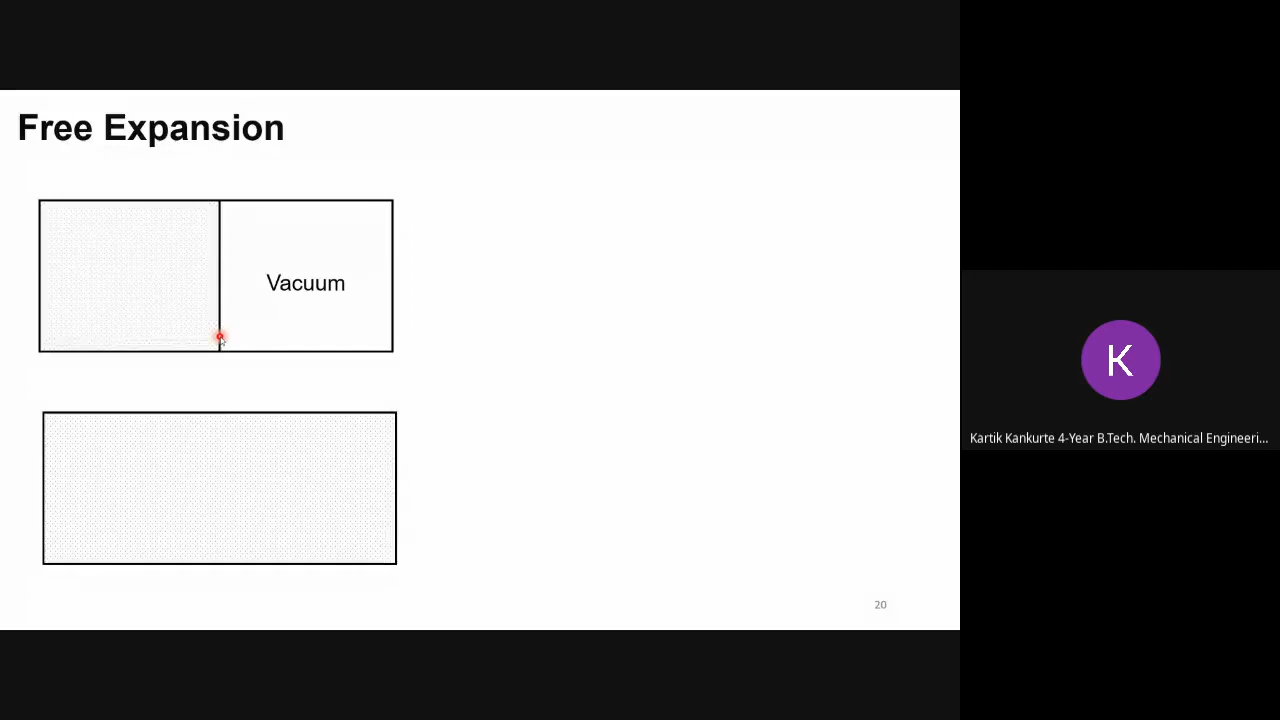 Free Expansion
Vacuum
20
K
Kartik Kankurte 4-Year B.Tech. Mechanical Engineeri...